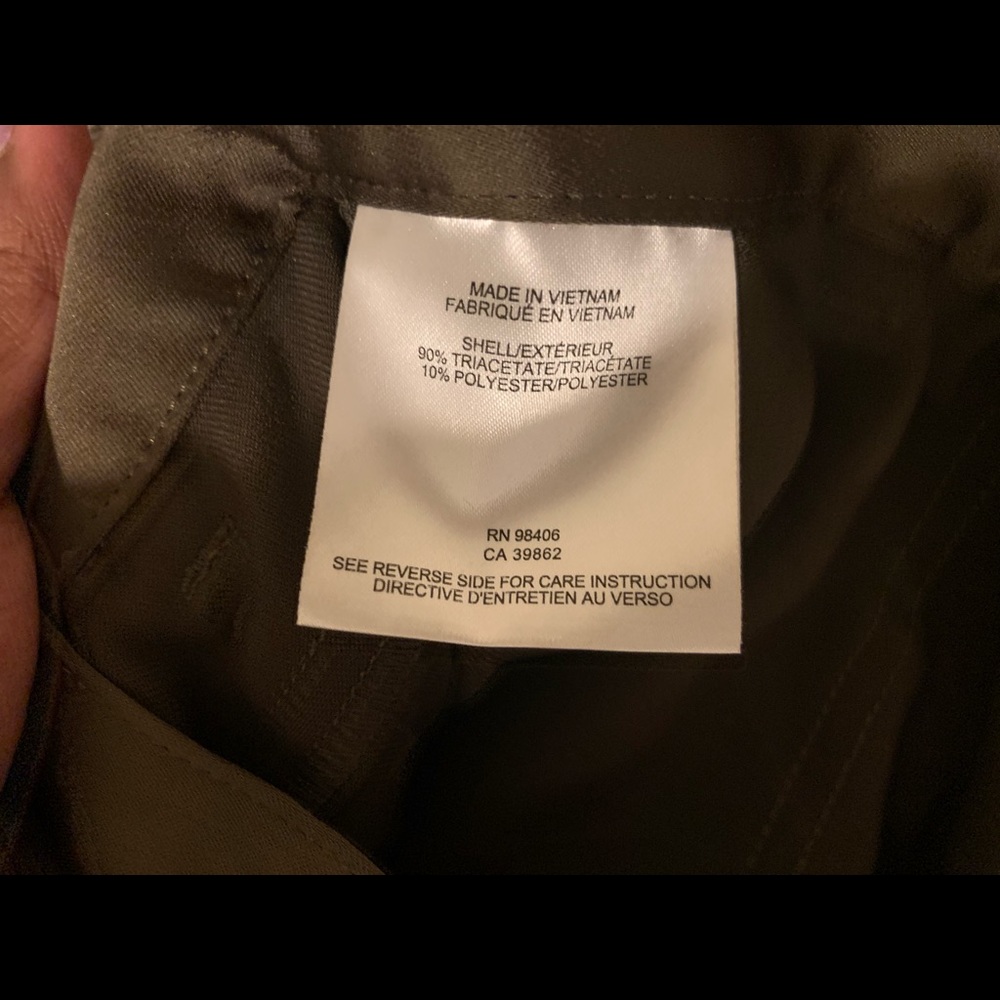 MADE IN VIETNAM
FABRIQUÉ EN VIETNAM
SHELL/EXTÉRIEUR
90% TRIACETATE/TRIACÉTATE
10% POLYESTER/POLYESTER
RN 98406
CA 39862
SEE REVERSE SIDE FOR CARE INSTRUCTION
DIRECTIVE D'ENTRETIEN AU VERSO